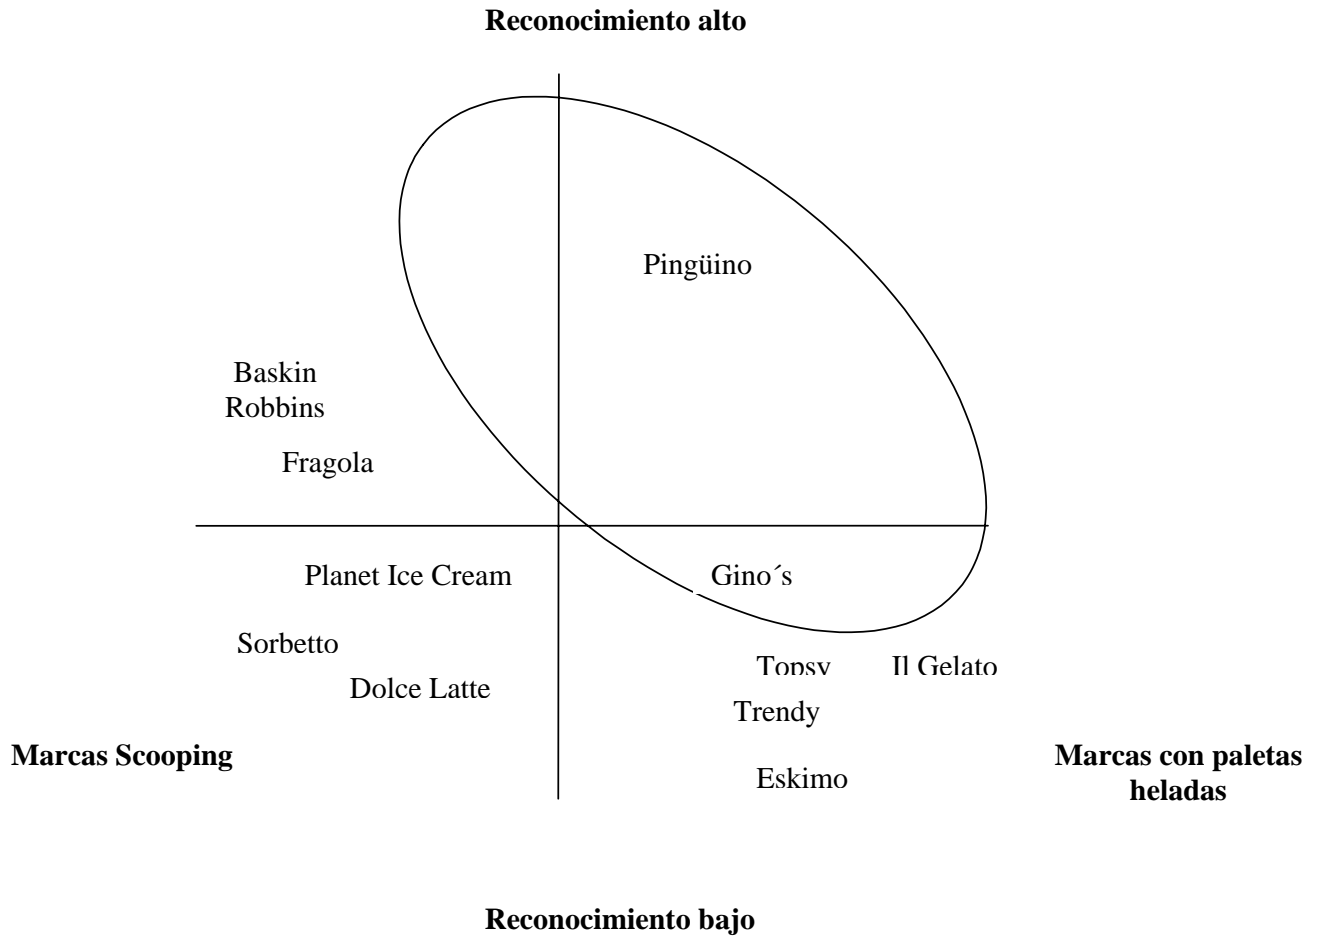 Reconocimiento alto
Pingüino
Baskin
Robbins
Fragola
Planet Ice Cream
Gino´s
Sorbetto
Topsy
Il Gelato
Dolce Latte
Trendy
Marcas Scooping
Marcas con paletas
heladas
Eskimo
Reconocimiento bajo